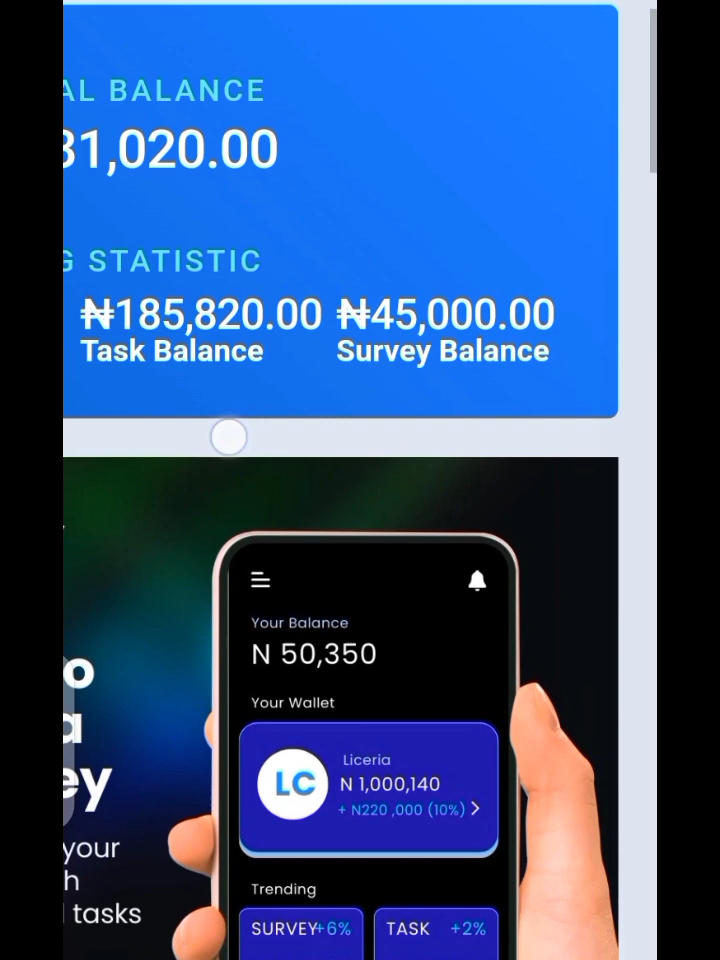 AL BALANCE
31,020.00
G STATISTIC
₦185,820.00 ₦45,000.00
Task Balance Survey Balance
Your Balance
N 50,350
Your Wallet
LC
Liceria
N 1,000,140
+ N220 ,000 (10%)
o
a
ey
your
h
tasks
Trending
SURVEY +6% TASK +2%